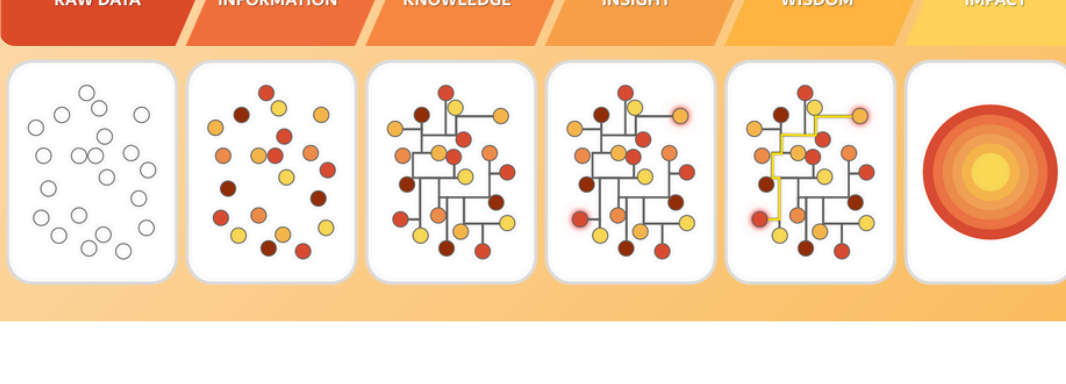 RAW DATA
INFORMATION
KNOWLEDGE
INSIGHT
WISDOM
IMPACT